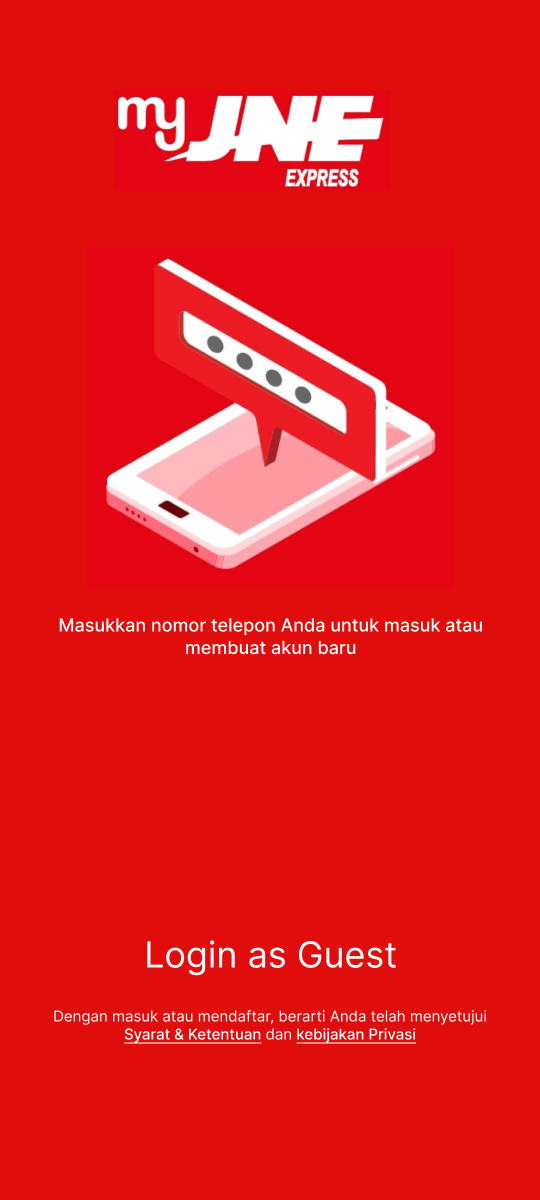 my JNE
EXPRESS
Masukkan nomor telepon Anda untuk masuk atau
membuat akun baru
Login as Guest
Dengan masuk atau mendaftar, berarti Anda telah menyetujui
Syarat & Ketentuan dan kebijakan Privasi